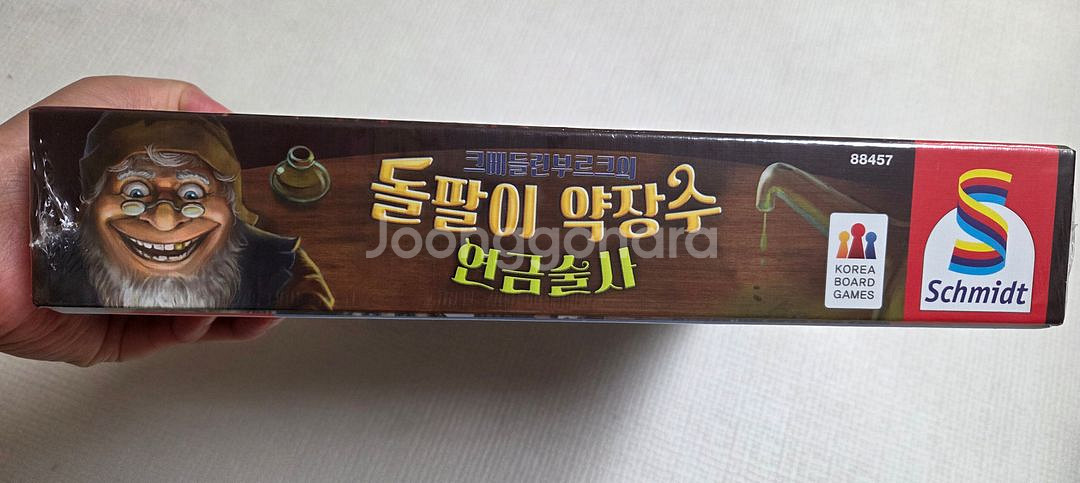 크베들린부르크의
돌팔이 약장수
연금술사
Joonggonara
88457
KOREA
BOARD
GAMES
S
Schmidt